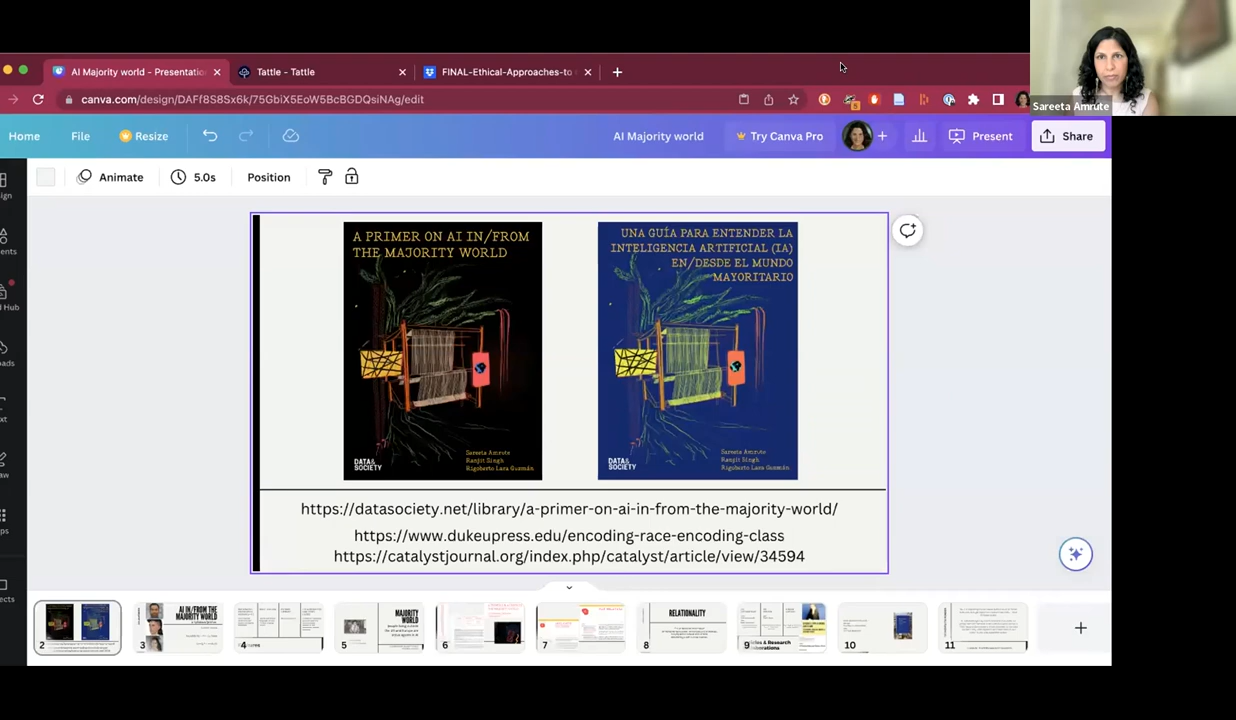 Sareeta Amrute
AI Majority world - Presentatio
Tattle - Tattle
FINAL-Ethical-Approaches-to
canva.com/design/DAFf8S8Sx6k/75GbiX5EoW5BcBGDQsiNAg/edit
Home
File
Resize
AI Majority world
Try Canva Pro
Present
Share
Animate
5.0s
Position
A PRIMER ON AI IN/FROM
THE MAJORITY WORLD
DATA&
SOCIETY
Sareeta Amrute
Ranjit Singh
Rigoberto Lara Guzmán
UNA GUÍA PARA ENTENDER LA
INTELIGENCIA ARTIFICIAL (IA)
EN/DESDE EL MUNDO
MAYORITARIO
DATA&
SOCIETY
Sareeta Amrute
Ranjit Singh
Rigoberto Lara Guzmán
https://datasociety.net/library/a-primer-on-ai-in-from-the-majority-world/
https://www.dukeupress.edu/encoding-race-encoding-class
https://catalystjournal.org/index.php/catalyst/article/view/34594
2
3
AI IN/FROM
THE MAJORITY
WORLD
4
5
MAJORITY
WORLD
6
7
8
RELATIONALITY
9
10
11